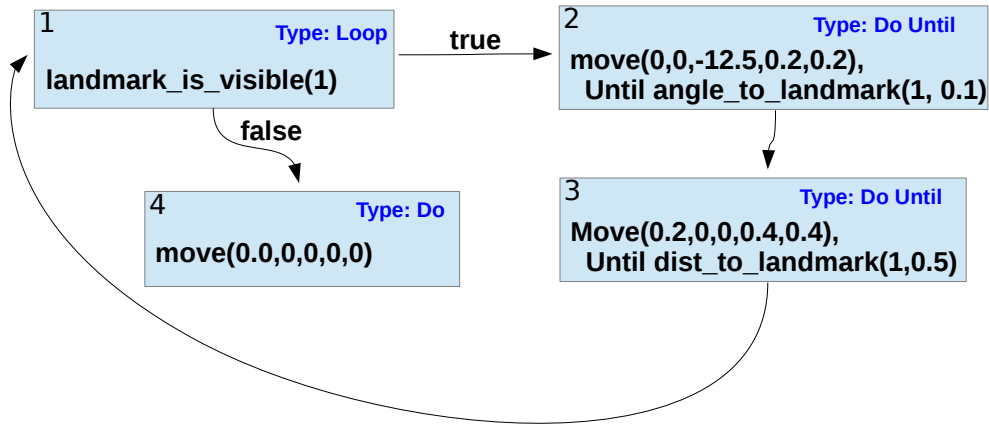 1
Type: Loop
landmark_is_visible(1)
true
2
Type: Do Until
move(0,0,-12.5,0.2,0.2),
Until angle_to_landmark(1, 0.1)
false
4
Type: Do
move(0.0,0,0,0,0)
3
Type: Do Until
Move(0.2,0,0,0.4,0.4),
Until dist_to_landmark(1,0.5)